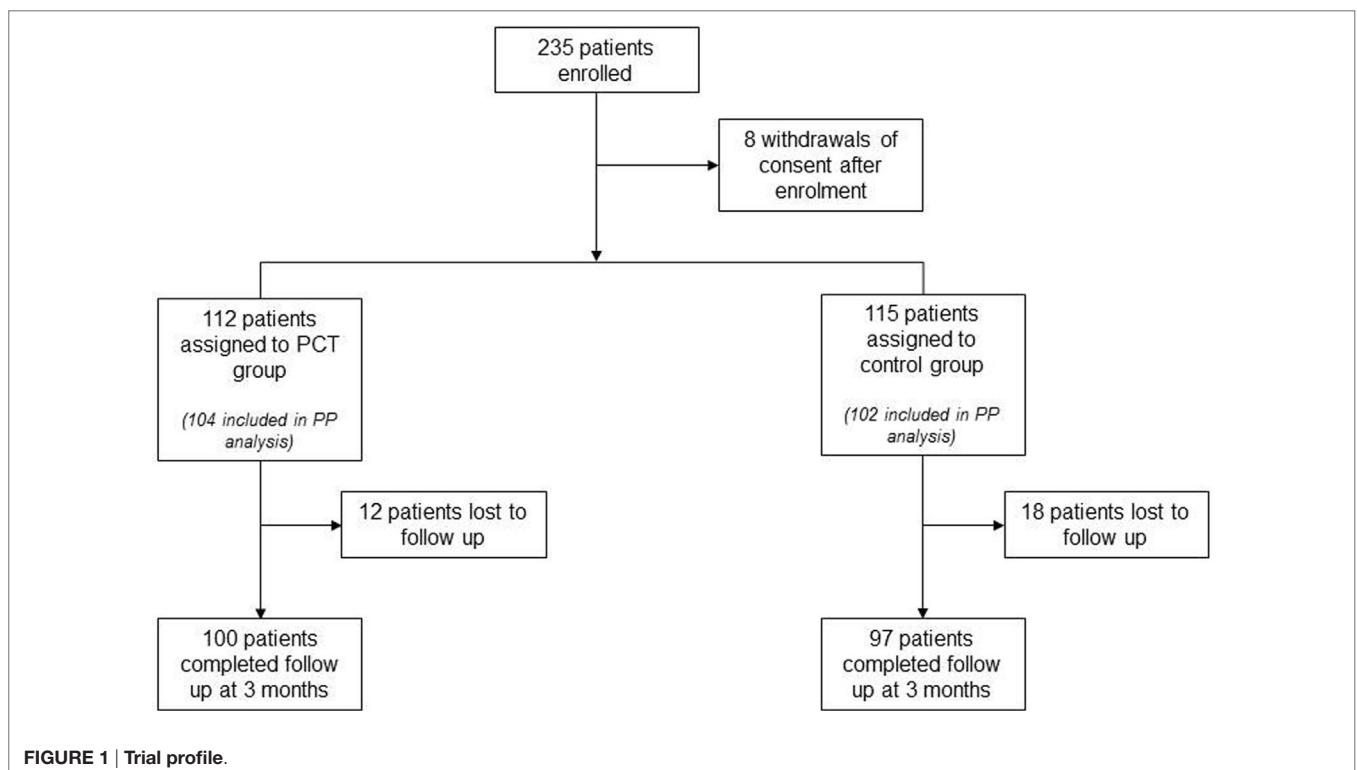 235 patients
enrolled
8 withdrawals of
consent after
enrolment
112 patients
assigned to PCT
group
(104 included in PP
analysis)
115 patients
assigned to
control group
(102 included in PP
analysis)
12 patients lost to
follow up
18 patients lost to
follow up
100 patients
completed follow
up at 3 months
97 patients
completed follow
up at 3 months
FIGURE 1 | Trial profile.